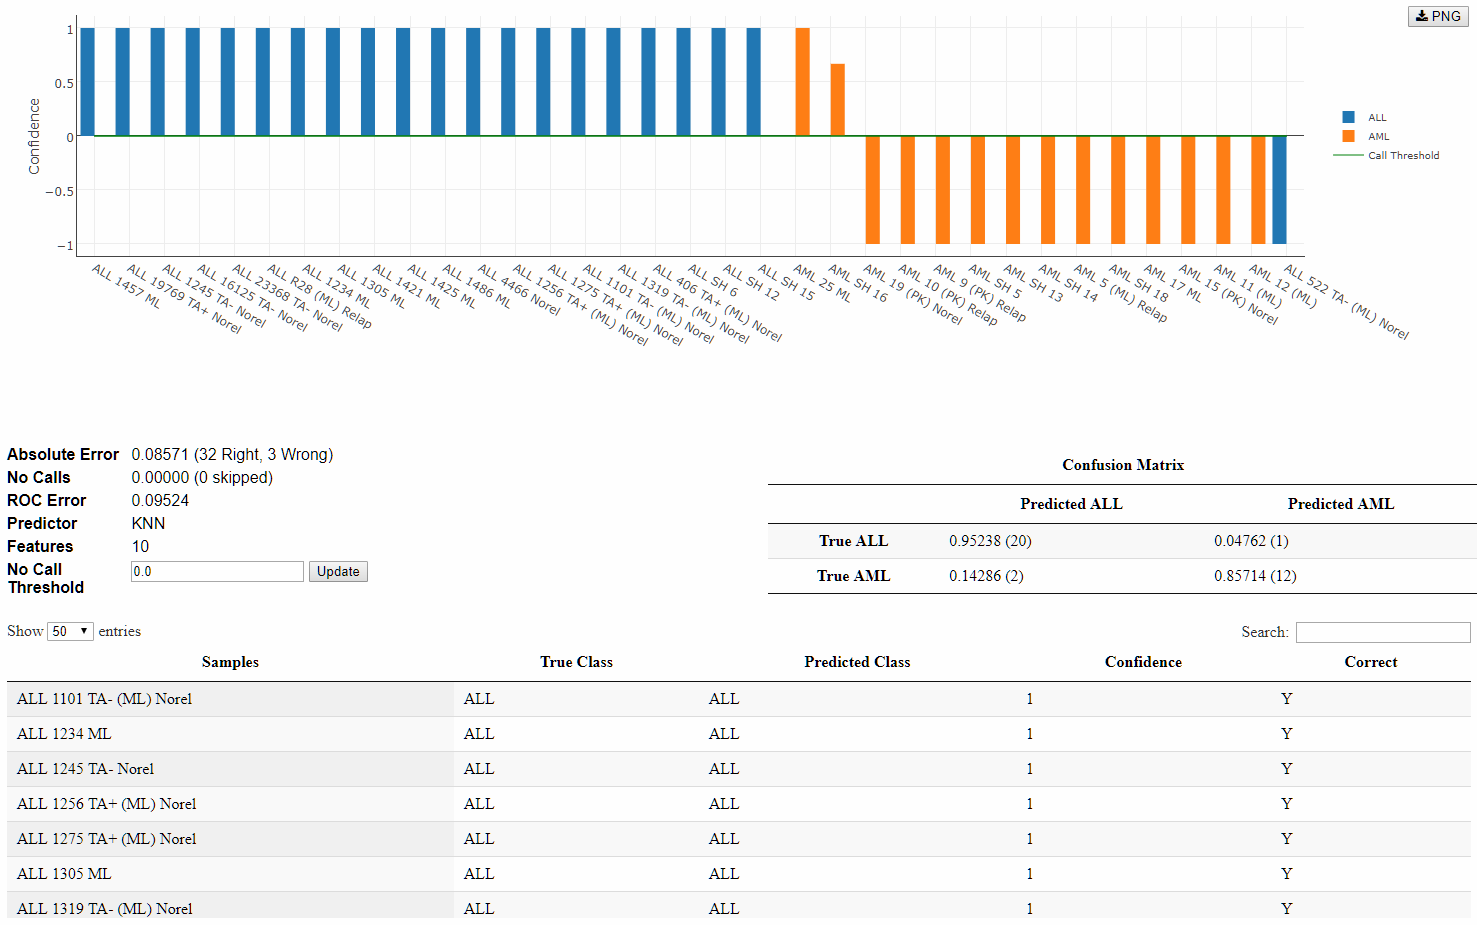 PNG
Confidence
1
0.5
0
−0.5
−1
ALL
AML
Call Threshold
ALL 1457 ML
ALL 19769 TA+ Norel
ALL 1245 TA- Norel
ALL 16125 TA- Norel
ALL 23368 TA- Norel
ALL R28 (ML) Relap
ALL 1234 ML
ALL 1305 ML
ALL 1421 ML
ALL 1425 ML
ALL 1486 ML
ALL 4466 Norel
ALL 1256 TA+ (ML) Norel
ALL 1275 TA+ (ML) Norel
ALL 1101 TA- (ML) Norel
ALL 1319 TA- (ML) Norel
ALL 406 TA+ (ML) Norel
ALL SH 6
ALL SH 12
ALL SH 15
AML 25 ML
AML SH 16
AML 19 (PK) Norel
AML 10 (PK) Relap
AML 9 (PK) Relap
AML SH 5
AML SH 13
AML SH 14
AML 5 (ML) Relap
AML SH 18
AML 17 ML
AML 15 (PK) Norel
AML 11 (ML)
AML 12 (ML)
ALL 522 TA- (ML) Norel
Absolute Error 0.08571 (32 Right, 3 Wrong)
No Calls 0.00000 (0 skipped)
ROC Error 0.09524
Predictor KNN
Features 10
No Call Threshold 0.0 Update
Confusion Matrix
Predicted ALL Predicted AML
True ALL 0.95238 (20) 0.04762 (1)
True AML 0.14286 (2) 0.85714 (12)
Show 50 entries
Search:
Samples True Class Predicted Class Confidence Correct
ALL 1101 TA- (ML) Norel ALL ALL 1 Y
ALL 1234 ML ALL ALL 1 Y
ALL 1245 TA- Norel ALL ALL 1 Y
ALL 1256 TA+ (ML) Norel ALL ALL 1 Y
ALL 1275 TA+ (ML) Norel ALL ALL 1 Y
ALL 1305 ML ALL ALL 1 Y
ALL 1319 TA- (ML) Norel ALL ALL 1 Y